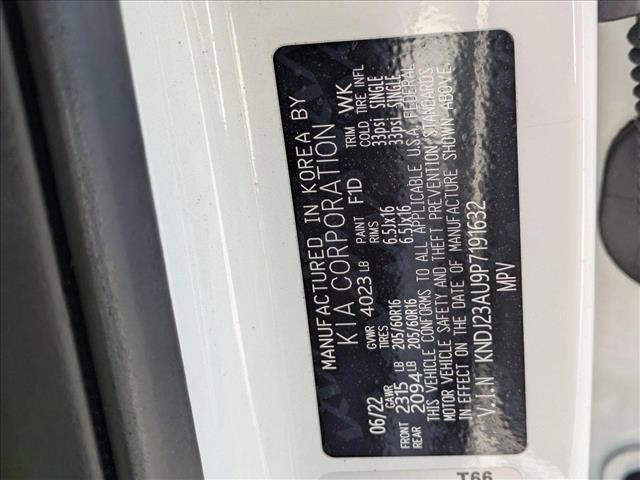 MANUFACTURED IN KOREA BY
KIA CORPORATION
06/22 GVWR 4023 LB PAINT F1D TRIM WK
GAWR TIRES RIMS COLD TIRE INFL
FRONT 2315 LB 205/60R16 6.5Jx16 33psi SINGLE
REAR 2094 LB 205/60R16 6.5Jx16 33psi SINGLE
THIS VEHICLE CONFORMS TO ALL APPLICABLE U.S.A. FEDERAL
MOTOR VEHICLE SAFETY AND THEFT PREVENTION STANDARDS
IN EFFECT ON THE DATE OF MANUFACTURE SHOWN ABOVE
V.I.N KNDJ23AU9P7191632
MPV
T66